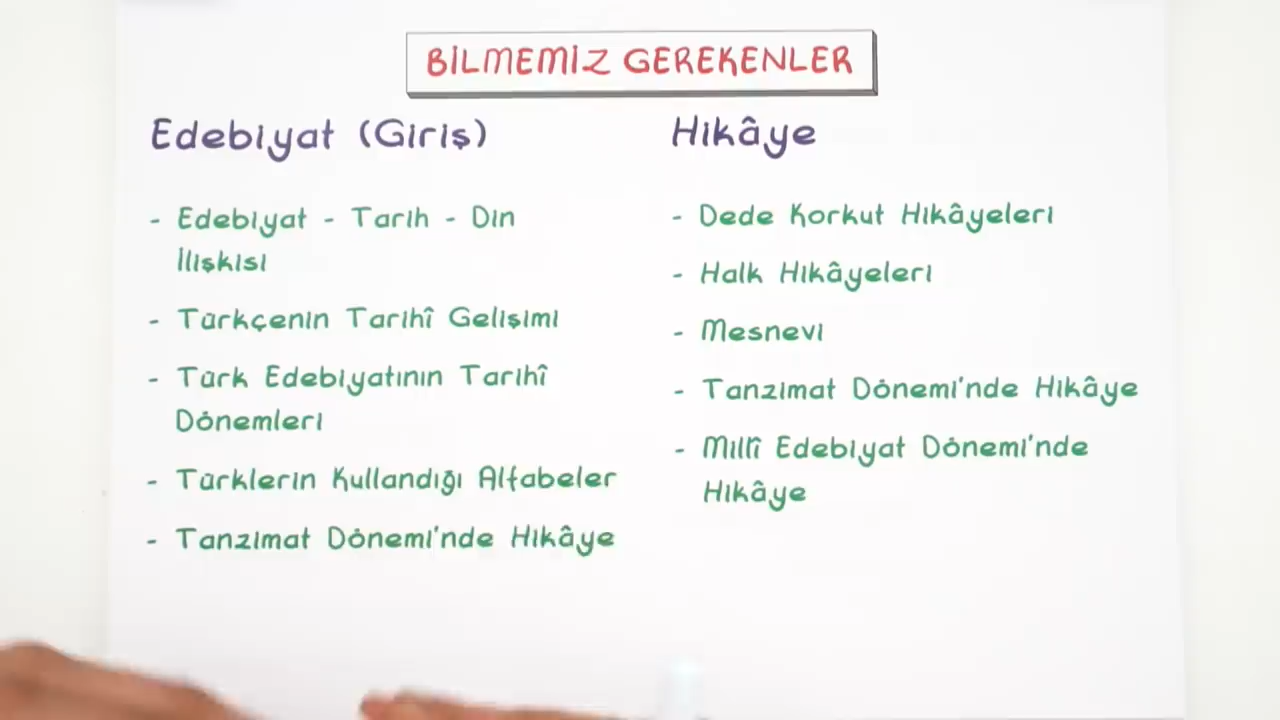 BİLMEMİZ GEREKENLER
Edebiyat (Giriş)
- Edebiyat - Tarih - Din
İlişkisi
- Türkçenin Tarihî Gelişimi
- Türk Edebiyatının Tarihî
Dönemleri
- Türklerin Kullandığı Alfabeler
- Tanzimat Dönemi'nde Hikâye
Hikâye
- Dede Korkut Hikâyeleri
- Halk Hikâyeleri
- Mesnevi
- Tanzimat Dönemi'nde Hikâye
- Millî Edebiyat Dönemi'nde
Hikâye